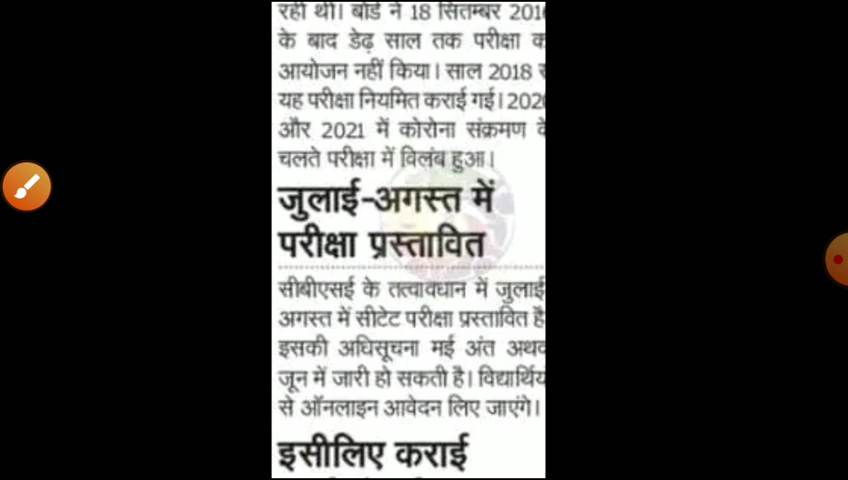 रही थी। बोर्ड ने 18 सितम्बर
के बाद डेढ़ साल तक परीक्षा
आयोजन नहीं किया। साल 2018
यह परीक्षा नियमित कराई गई।
और 2021 में कोरोना संक्रमण
चलते परीक्षा में विलंब हुआ।
जुलाई-अगस्त में
परीक्षा प्रस्तावित
सीबीएसई के तत्वावधान में जुलाई
अगस्त में सीटेट परीक्षा प्रस्तावित है
इसकी अधिसूचना मई अंत
जून में जारी हो सकती है।
से ऑनलाइन आवेदन लिए जाएंगे।
इसीलिए कराई